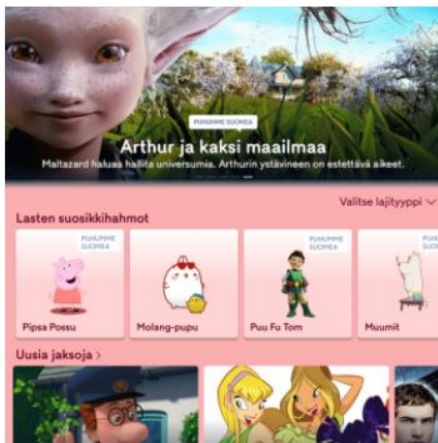 PUHUMME SUOMEA
Arthur ja kaksi maailmaa
Maltazard haluaa hallita universumia. Arthurin ystävineen on estettävä aikeet.
Valitse lajityyppi
Lasten suosikkihahmot
PUHUMME
SUOMEA
PUHUMME
SUOMEA
Pipsa Possu
Molang-pupu
Puu Fu Tom
Muumit
Uusia jaksoja >